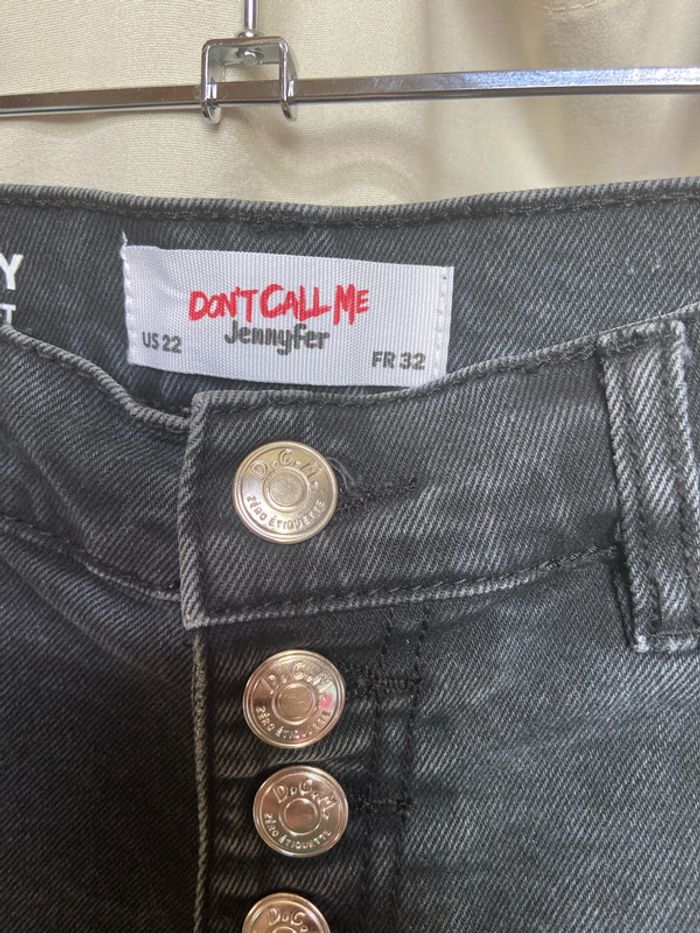 Y
T
DON'T CALL ME
Jennyfer
US 22
FR 32
D.C.M.
ZÉRO ÉTIQUETTE
D.C.M.
ZÉRO ÉTIQUETTE
D.C.M.
ZÉRO ÉTIQUETTE
D.C.M.